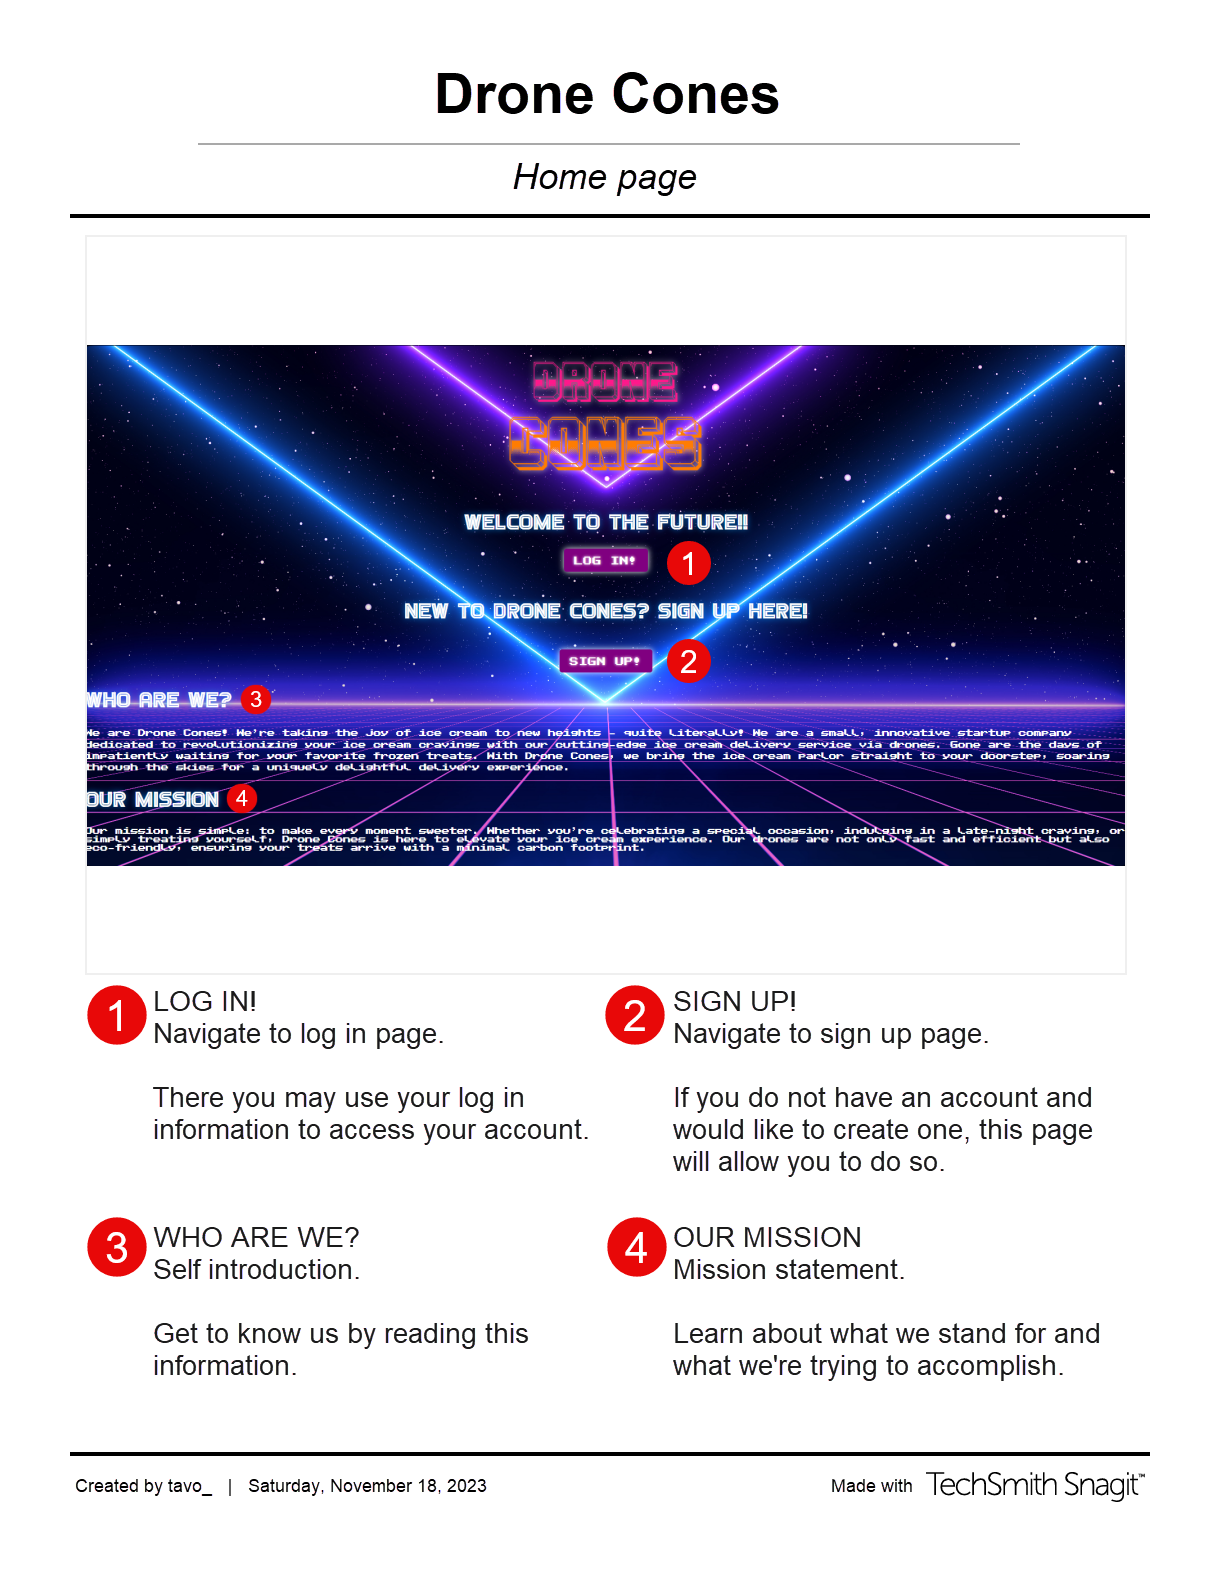 Drone Cones
Home page
DRONE
CONES
WELCOME TO THE FUTURE!!
LOG IN! 1
NEW TO DRONE CONES? SIGN UP HERE!
SIGN UP! 2
WHO ARE WE? 3
We are Drone Cones! We're taking the joy of ice cream to new heights - quite literally! We are a small, innovative startup company
dedicated to revolutionizing your ice cream cravings with our cutting-edge ice cream delivery service via drones. Gone are the days of
impatiently waiting for your favorite frozen treats. With Drone Cones, we bring the ice cream parlor straight to your doorstep, soaring
through the skies for a uniquely delightful delivery experience.
OUR MISSION 4
Our mission is simple: to make every moment sweeter. Whether you're celebrating a special occasion, indulging in a late-night craving, or
simply treating yourself, Drone Cones is here to elevate your ice cream experience. Our drones are not only fast and efficient but also
eco-friendly, ensuring your treats arrive with a minimal carbon footprint.
1 LOG IN!
Navigate to log in page.
There you may use your log in
information to access your account.
2 SIGN UP!
Navigate to sign up page.
If you do not have an account and
would like to create one, this page
will allow you to do so.
3 WHO ARE WE?
Self introduction.
Get to know us by reading this
information.
4 OUR MISSION
Mission statement.
Learn about what we stand for and
what we're trying to accomplish.
Created by tavo_ | Saturday, November 18, 2023
Made with TechSmith Snagit™